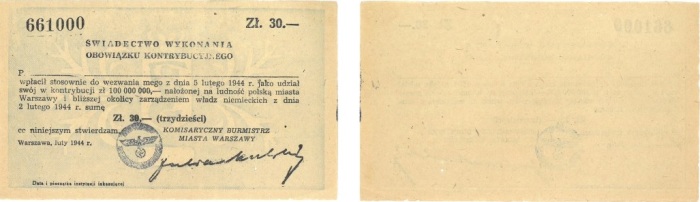 661000
Zł. 30.—
ŚWIADECTWO WYKONANIA
OBOWIĄZKU KONTRYBUCYJNEGO
P
wpłacił stosownie do wezwania mego z dnia 5 lutego 1944 r. jako udział
swój w kontrybucji zł 100 000 000,— nałożonej na ludność polską miasta
Warszawy i bliższej okolicy zarządzeniem władz niemieckich z dnia
2 lutego 1944 r. sumę
Zł. 30.— (trzydzieści)
co niniejszym stwierdzam.
KOMISARYCZNY BURMISTRZ
MIASTA WARSZAWY
Warszawa, luty 1944 r.
Data i pieczątka instytucji inkasującej